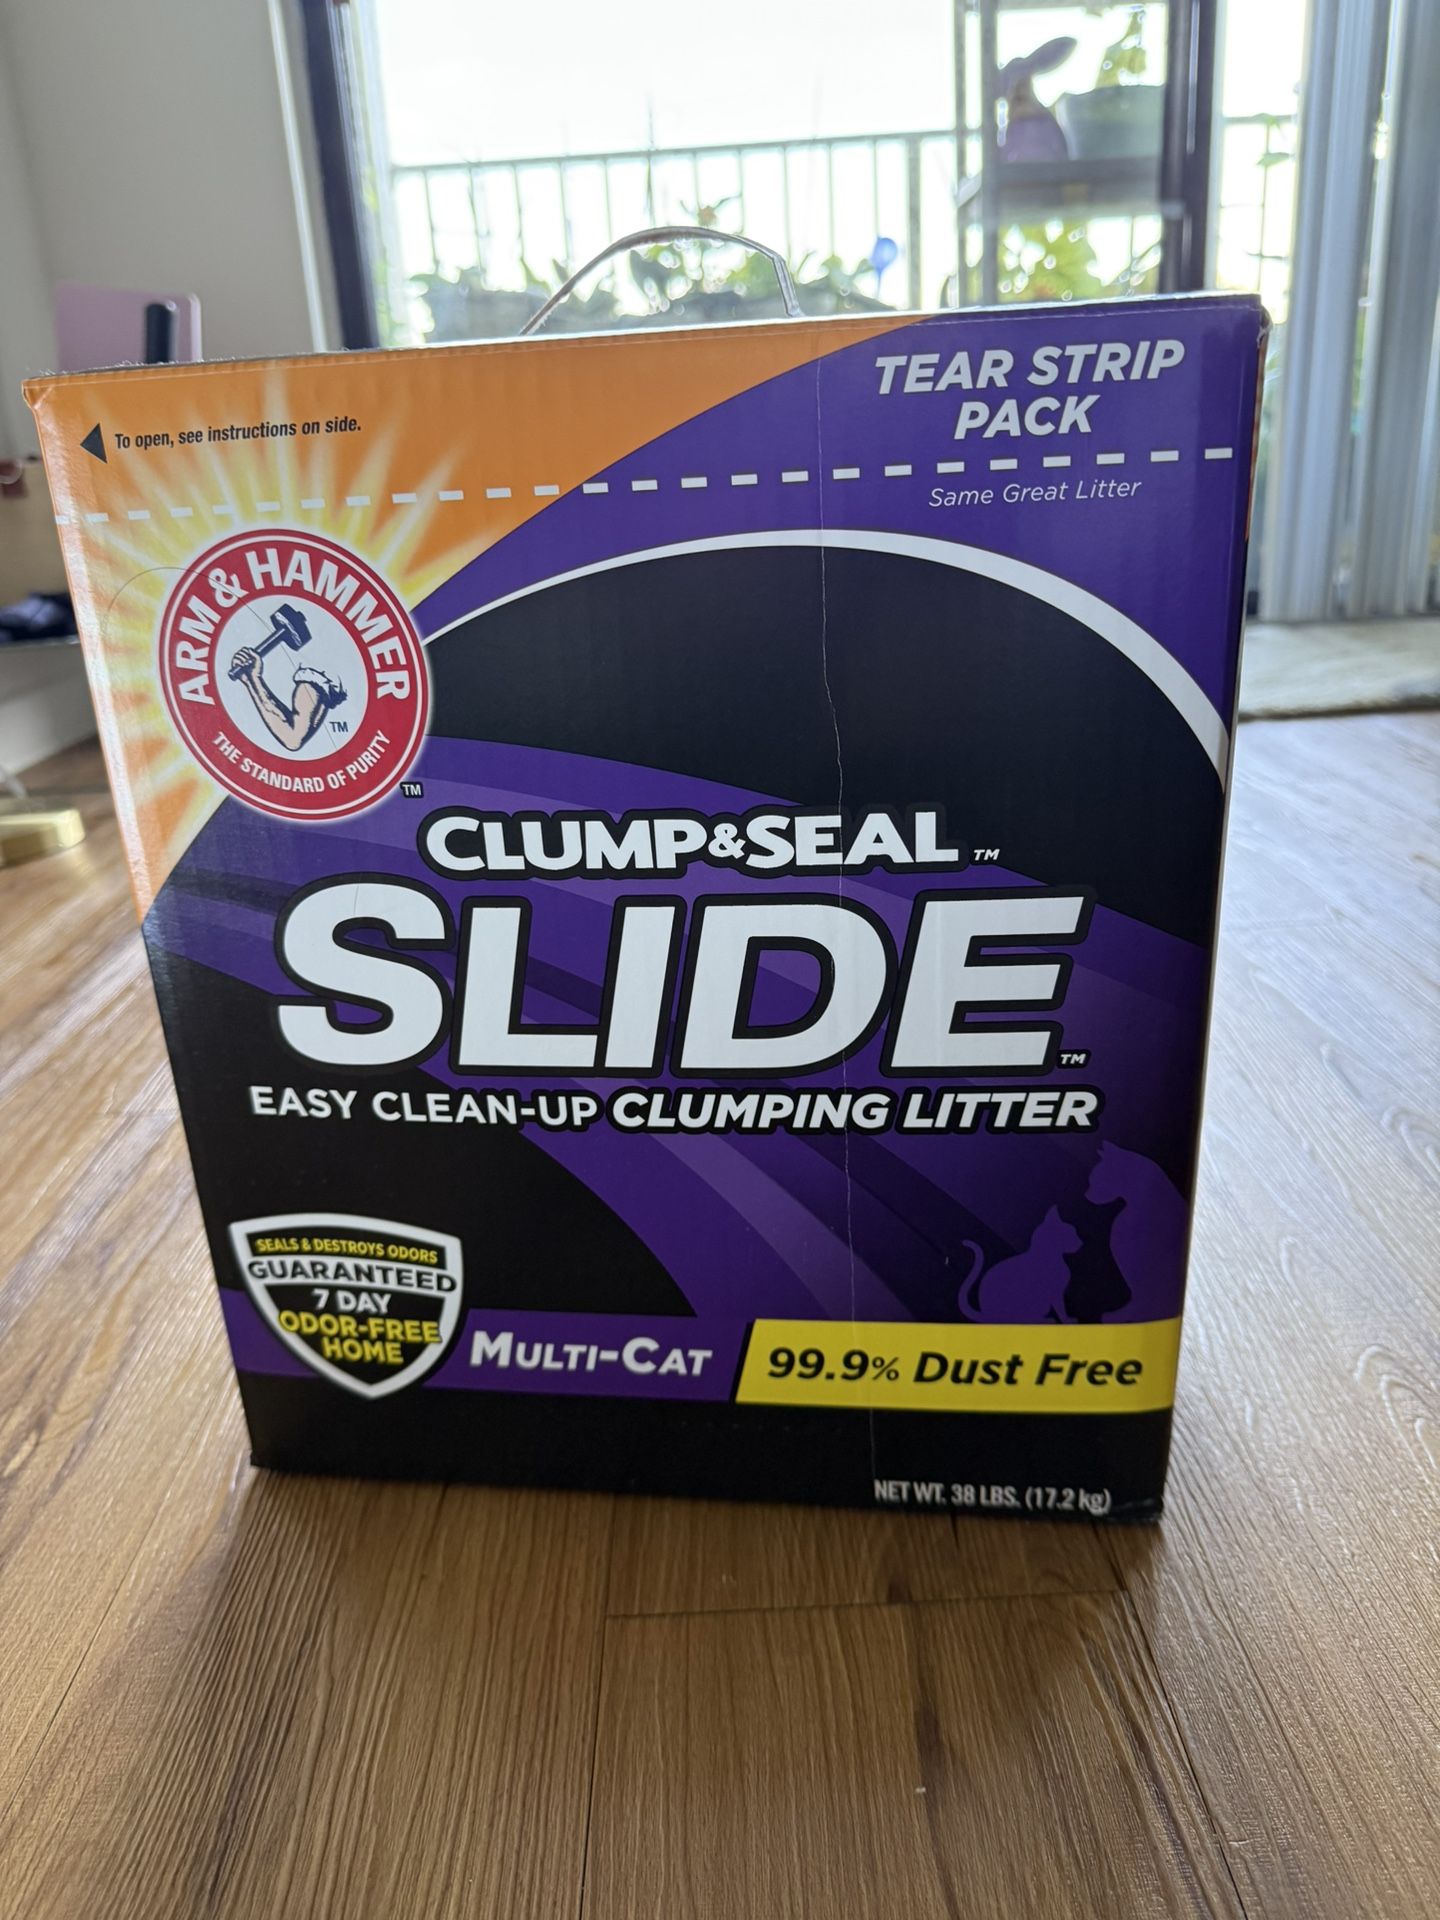 TEAR STRIP
PACK
To open, see instructions on side.
Same Great Litter
ARM & HAMMER
TM
THE STANDARD OF PURITY
TM
CLUMP&SEAL TM
SLIDE TM
EASY CLEAN-UP CLUMPING LITTER
SEALS & DESTROYS ODORS
GUARANTEED
7 DAY
ODOR-FREE
HOME
MULTI-CAT
99.9% Dust Free
NET WT. 38 LBS. (17.2 kg)